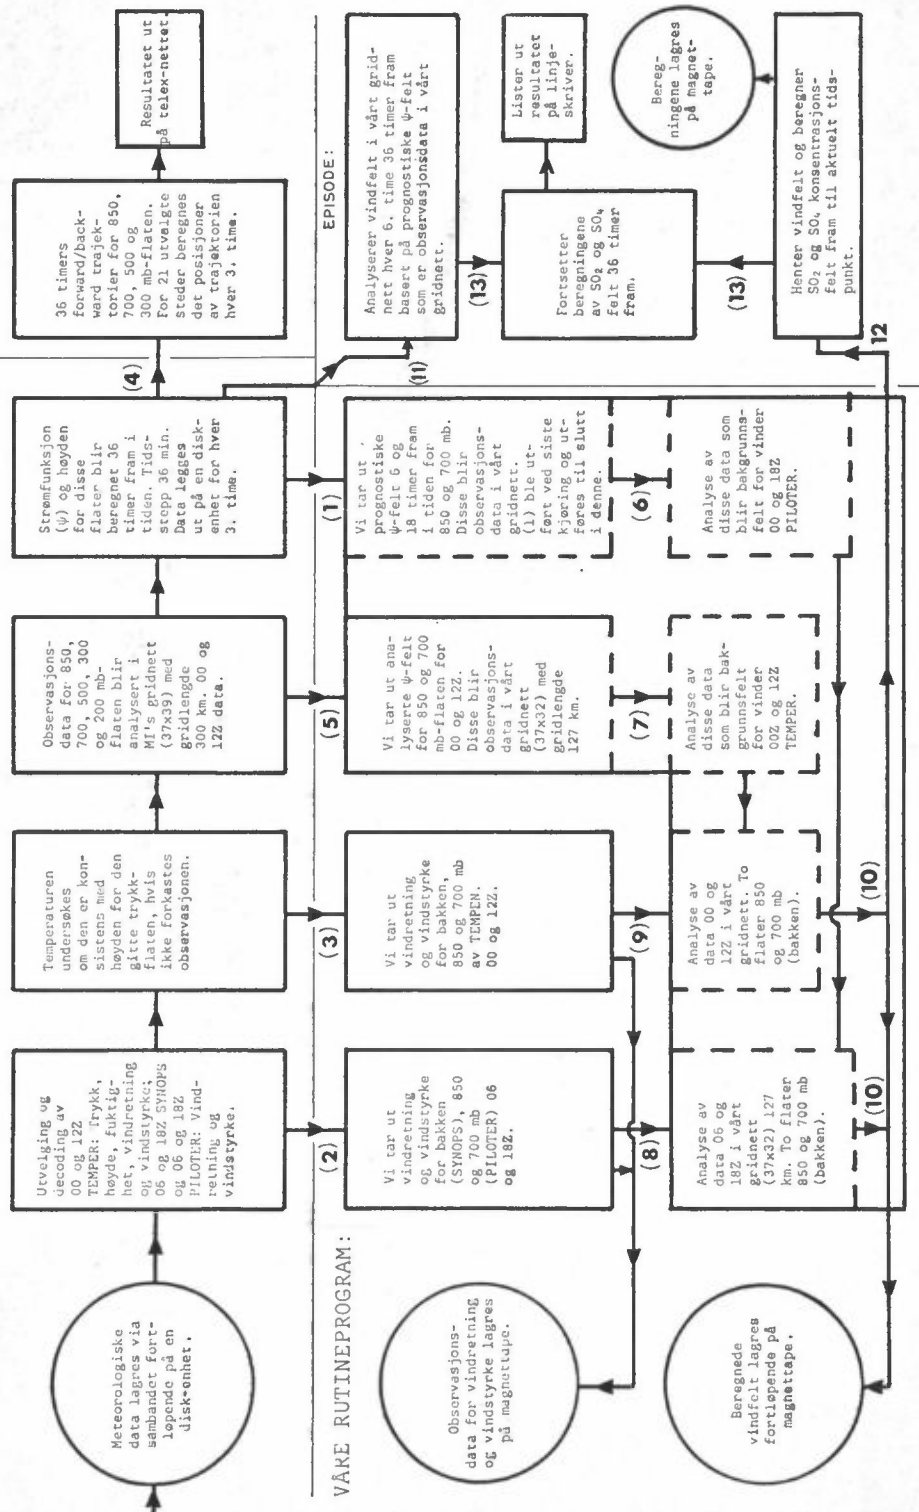 Meteorologiske
data lagres via
sambandet fort-
løpende på en
disk-enhet.
Utvelging og
decoding av
00 og 12Z
TEMPER: Trykk,
høyde, fuktig-
het, vindretning
og vindstyrke;
06 og 18Z SYNOPS
og 06 og 18Z
PILOTER: Vind-
retning og
vindstyrke.
Temperaturen
undersøkes
om den er kon-
sistens med
høyden for den
gitte trykk-
flaten, hvis
ikke forkastes
observasjonen.
Observasjons-
data for 850,
700, 500, 300
og 200 mb-
flaten blir
analysert i
MI's gridnett
(37x39) med
gridlengde
300 km. 00 og
12Z data.
Strømfunksjon
(ψ) og høyden
for disse
flater blir
beregnet 36
timer fram i
tiden. Tids-
stepp 36 min.
Data legges
ut på en disk-
enhet for hver
3. time.
(4)
36 timers
forward/back-
ward trajek-
torier for 850,
700, 500 og
300 mb-flaten.
For 21 utvalgte
steder beregnes
det posisjoner
av trajektorien
hver 3. time.
Resultatet ut
på telex-nettet.
VÅRE RUTINEPROGRAM:
(2)
(3)
(5)
(1)
(11)
EPISODE:
Observasjons-
data for vindretning
og vindstyrke lagres
på magnettape.
Vi tar ut
vindretning
og vindstyrke
for bakken
(SYNOPS), 850
og 700 mb
(PILOTER) 06
og 18Z.
Vi tar ut
vindretning
og vindstyrke
for bakken,
850 og 700 mb
av TEMPEN.
00 og 12Z.
Vi tar ut ana-
lyserte ψ-felt
for 850 og 700
mb-flaten for
00 og 12Z.
Disse blir
observasjons-
data i vårt
gridnett
(37x32) med
gridlengde
127 km.
Vi tar ut
prognostiske
ψ-felt 6 og
18 timer fram
i tiden for
850 og 700 mb.
Disse blir
observasjons-
data i vårt
gridnett.
(1) ble ut-
ført ved siste
kjøring og ut-
føres til slutt
i denne.
Analyserer vindfelt i vårt grid-
nett hver 6. time 36 timer fram
basert på prognostiske ψ-felt
som er observasjonsdata i vårt
gridnett.
(13)
Fortsetter
beregningene
av SO₂ og SO₄
felt 36 timer
fram.
Lister ut
resultatet
på linje-
skriver.
(13)
(8)
(9)
(7)
(6)
Beregnede
vindfelt lagres
fortløpende på
magnettape.
Analyse av
data 06 og
18Z i vårt
gridnett
(37x32) 127
km. To flater
850 og 700 mb
(bakken).
Analyse av
data 00 og
12Z i vårt
gridnett. To
flater 850
og 700 mb
(bakken).
Analyse av
disse data
som blir bak-
grunnsfelt
for vinder
00Z og 12Z
TEMPER.
Analyse av
disse data som
blir bakgrunns-
felt for vinder
00 og 18Z
PILOTER.
(10)
(10)
12
Henter vindfelt og beregner
SO₂ og SO₄ konsentrasjons-
felt fram til aktuelt tids-
punkt.
Bereg-
ningene lagres
på magnet-
tape.